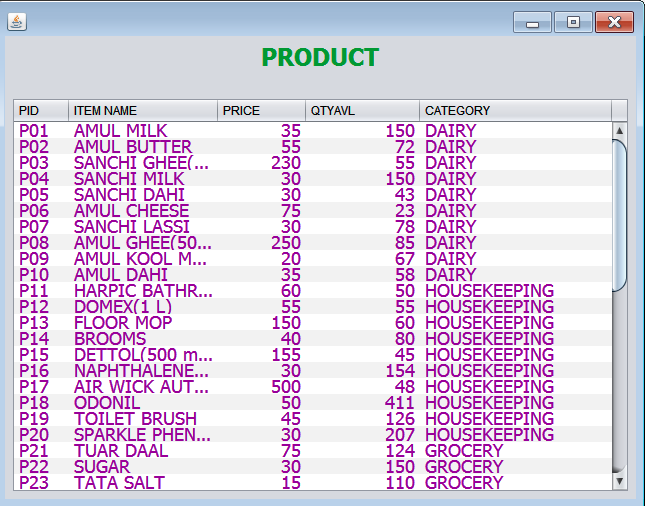 PRODUCT
PID ITEM NAME PRICE QTYAVL CATEGORY
P01 AMUL MILK 35 150 DAIRY
P02 AMUL BUTTER 55 72 DAIRY
P03 SANCHI GHEE(... 230 55 DAIRY
P04 SANCHI MILK 30 150 DAIRY
P05 SANCHI DAHI 30 43 DAIRY
P06 AMUL CHEESE 75 23 DAIRY
P07 SANCHI LASSI 30 78 DAIRY
P08 AMUL GHEE(50... 250 85 DAIRY
P09 AMUL KOOL M... 20 67 DAIRY
P10 AMUL DAHI 35 58 DAIRY
P11 HARPIC BATHR... 60 50 HOUSEKEEPING
P12 DOMEX(1 L) 55 55 HOUSEKEEPING
P13 FLOOR MOP 150 60 HOUSEKEEPING
P14 BROOMS 40 80 HOUSEKEEPING
P15 DETTOL(500 m... 155 45 HOUSEKEEPING
P16 NAPHTHALENE... 30 154 HOUSEKEEPING
P17 AIR WICK AUT... 500 48 HOUSEKEEPING
P18 ODONIL 50 411 HOUSEKEEPING
P19 TOILET BRUSH 45 126 HOUSEKEEPING
P20 SPARKLE PHEN... 30 207 HOUSEKEEPING
P21 TUAR DAAL 75 124 GROCERY
P22 SUGAR 30 150 GROCERY
P23 TATA SALT 15 110 GROCERY